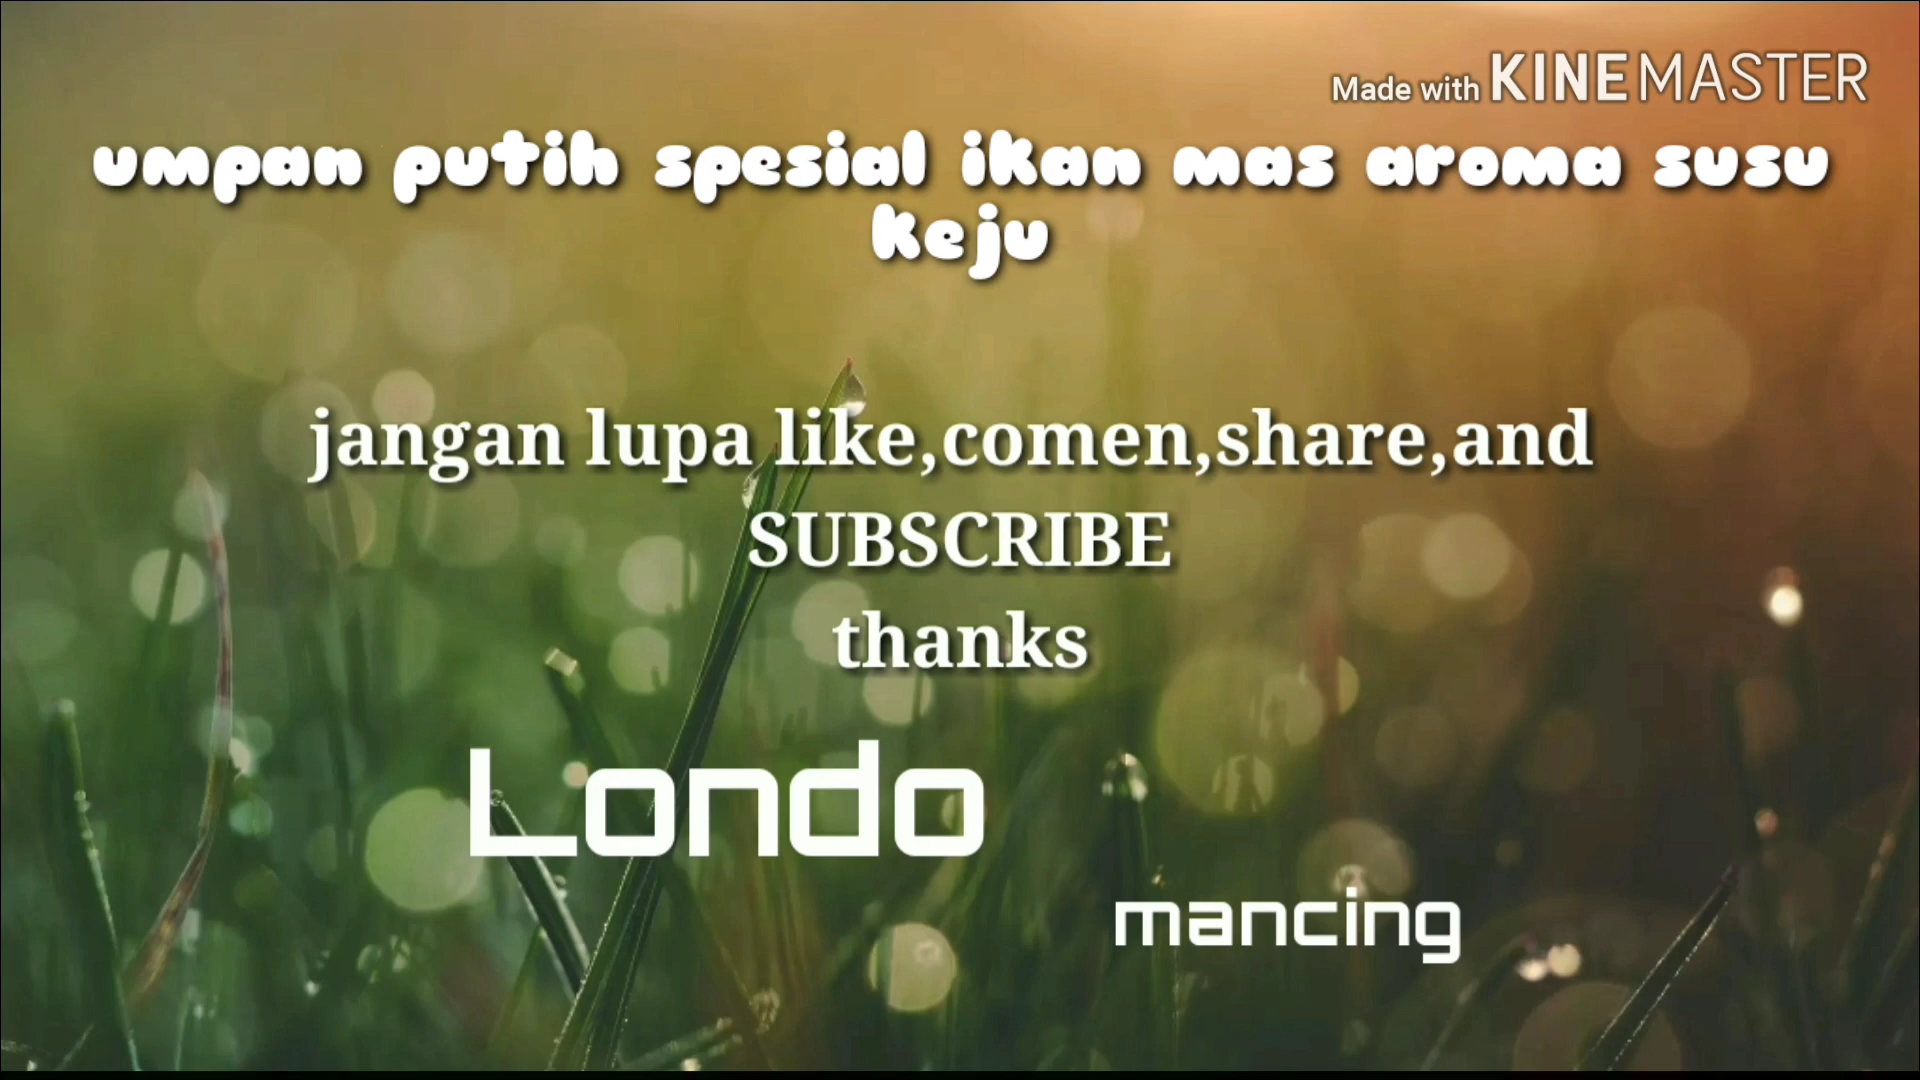 Made with KINEMASTER
umpan putih spesial ikan mas aroma susu
keju
jangan lupa like,comen,share,and
SUBSCRIBE
thanks
Londo
mancing